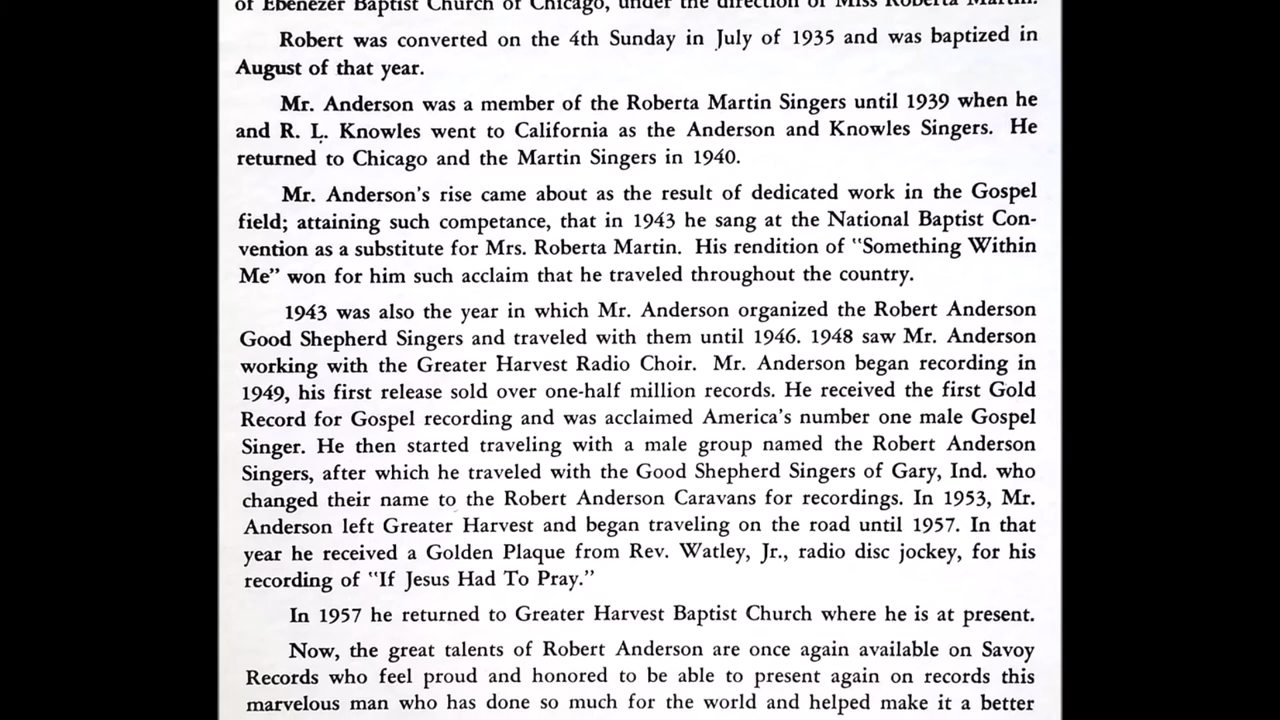 of Ebenezer Baptist Church of Chicago, under the direction of Miss Roberta Martin.
Robert was converted on the 4th Sunday in July of 1935 and was baptized in
August of that year.
Mr. Anderson was a member of the Roberta Martin Singers until 1939 when he
and R. L. Knowles went to California as the Anderson and Knowles Singers. He
returned to Chicago and the Martin Singers in 1940.
Mr. Anderson's rise came about as the result of dedicated work in the Gospel
field; attaining such competance, that in 1943 he sang at the National Baptist Con-
vention as a substitute for Mrs. Roberta Martin. His rendition of "Something Within
Me" won for him such acclaim that he traveled throughout the country.
1943 was also the year in which Mr. Anderson organized the Robert Anderson
Good Shepherd Singers and traveled with them until 1946. 1948 saw Mr. Anderson
working with the Greater Harvest Radio Choir. Mr. Anderson began recording in
1949, his first release sold over one-half million records. He received the first Gold
Record for Gospel recording and was acclaimed America's number one male Gospel
Singer. He then started traveling with a male group named the Robert Anderson
Singers, after which he traveled with the Good Shepherd Singers of Gary, Ind. who
changed their name to the Robert Anderson Caravans for recordings. In 1953, Mr.
Anderson left Greater Harvest and began traveling on the road until 1957. In that
year he received a Golden Plaque from Rev. Watley, Jr., radio disc jockey, for his
recording of "If Jesus Had To Pray."
In 1957 he returned to Greater Harvest Baptist Church where he is at present.
Now, the great talents of Robert Anderson are once again available on Savoy
Records who feel proud and honored to be able to present again on records this
marvelous man who has done so much for the world and helped make it a better